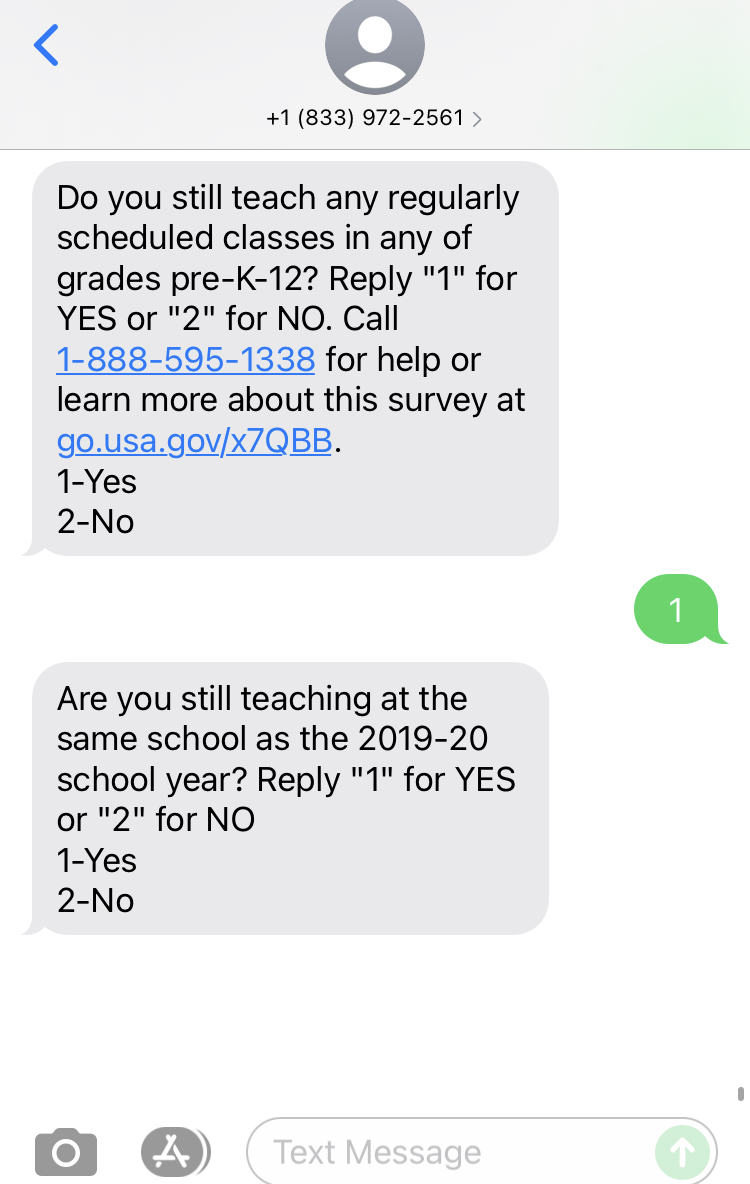 +1 (833) 972-2561
Do you still teach any regularly
scheduled classes in any of
grades pre-K-12? Reply "1" for
YES or "2" for NO. Call
1-888-595-1338 for help or
learn more about this survey at
go.usa.gov/x7QBB.
1-Yes
2-No
1
Are you still teaching at the
same school as the 2019-20
school year? Reply "1" for YES
or "2" for NO
1-Yes
2-No
Text Message